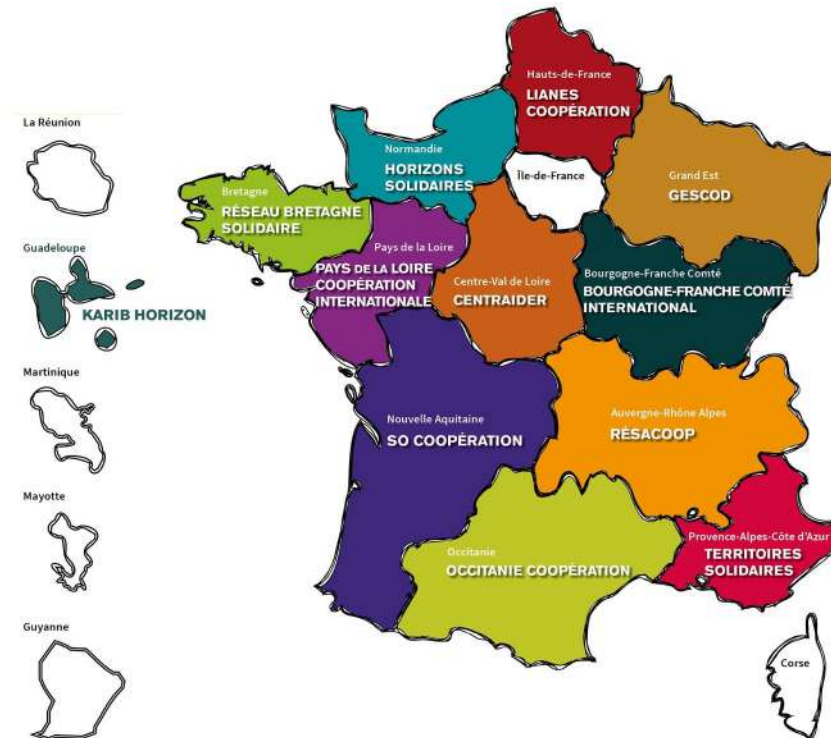 La Réunion
Guadeloupe
KARIB HORIZON
Martinique
Mayotte
Guyanne
Hauts-de-France
LIANES
COOPÉRATION
Normandie
HORIZONS
SOLIDAIRES
Île-de-France
Grand Est
GESCOD
Bretagne
RÉSEAU BRETAGNE
SOLIDAIRE
Pays de la Loire
PAYS DE LA LOIRE
COOPÉRATION
INTERNATIONALE
Centre-Val de Loire
CENTRAIDER
Bourgogne-Franche Comté
BOURGOGNE-FRANCHE COMTÉ
INTERNATIONAL
Nouvelle Aquitaine
SO COOPÉRATION
Auvergne-Rhône Alpes
RÉSACOOP
Occitanie
OCCITANIE COOPÉRATION
Provence-Alpes-Côte d'Azur
TERRITOIRES
SOLIDAIRES
Corse